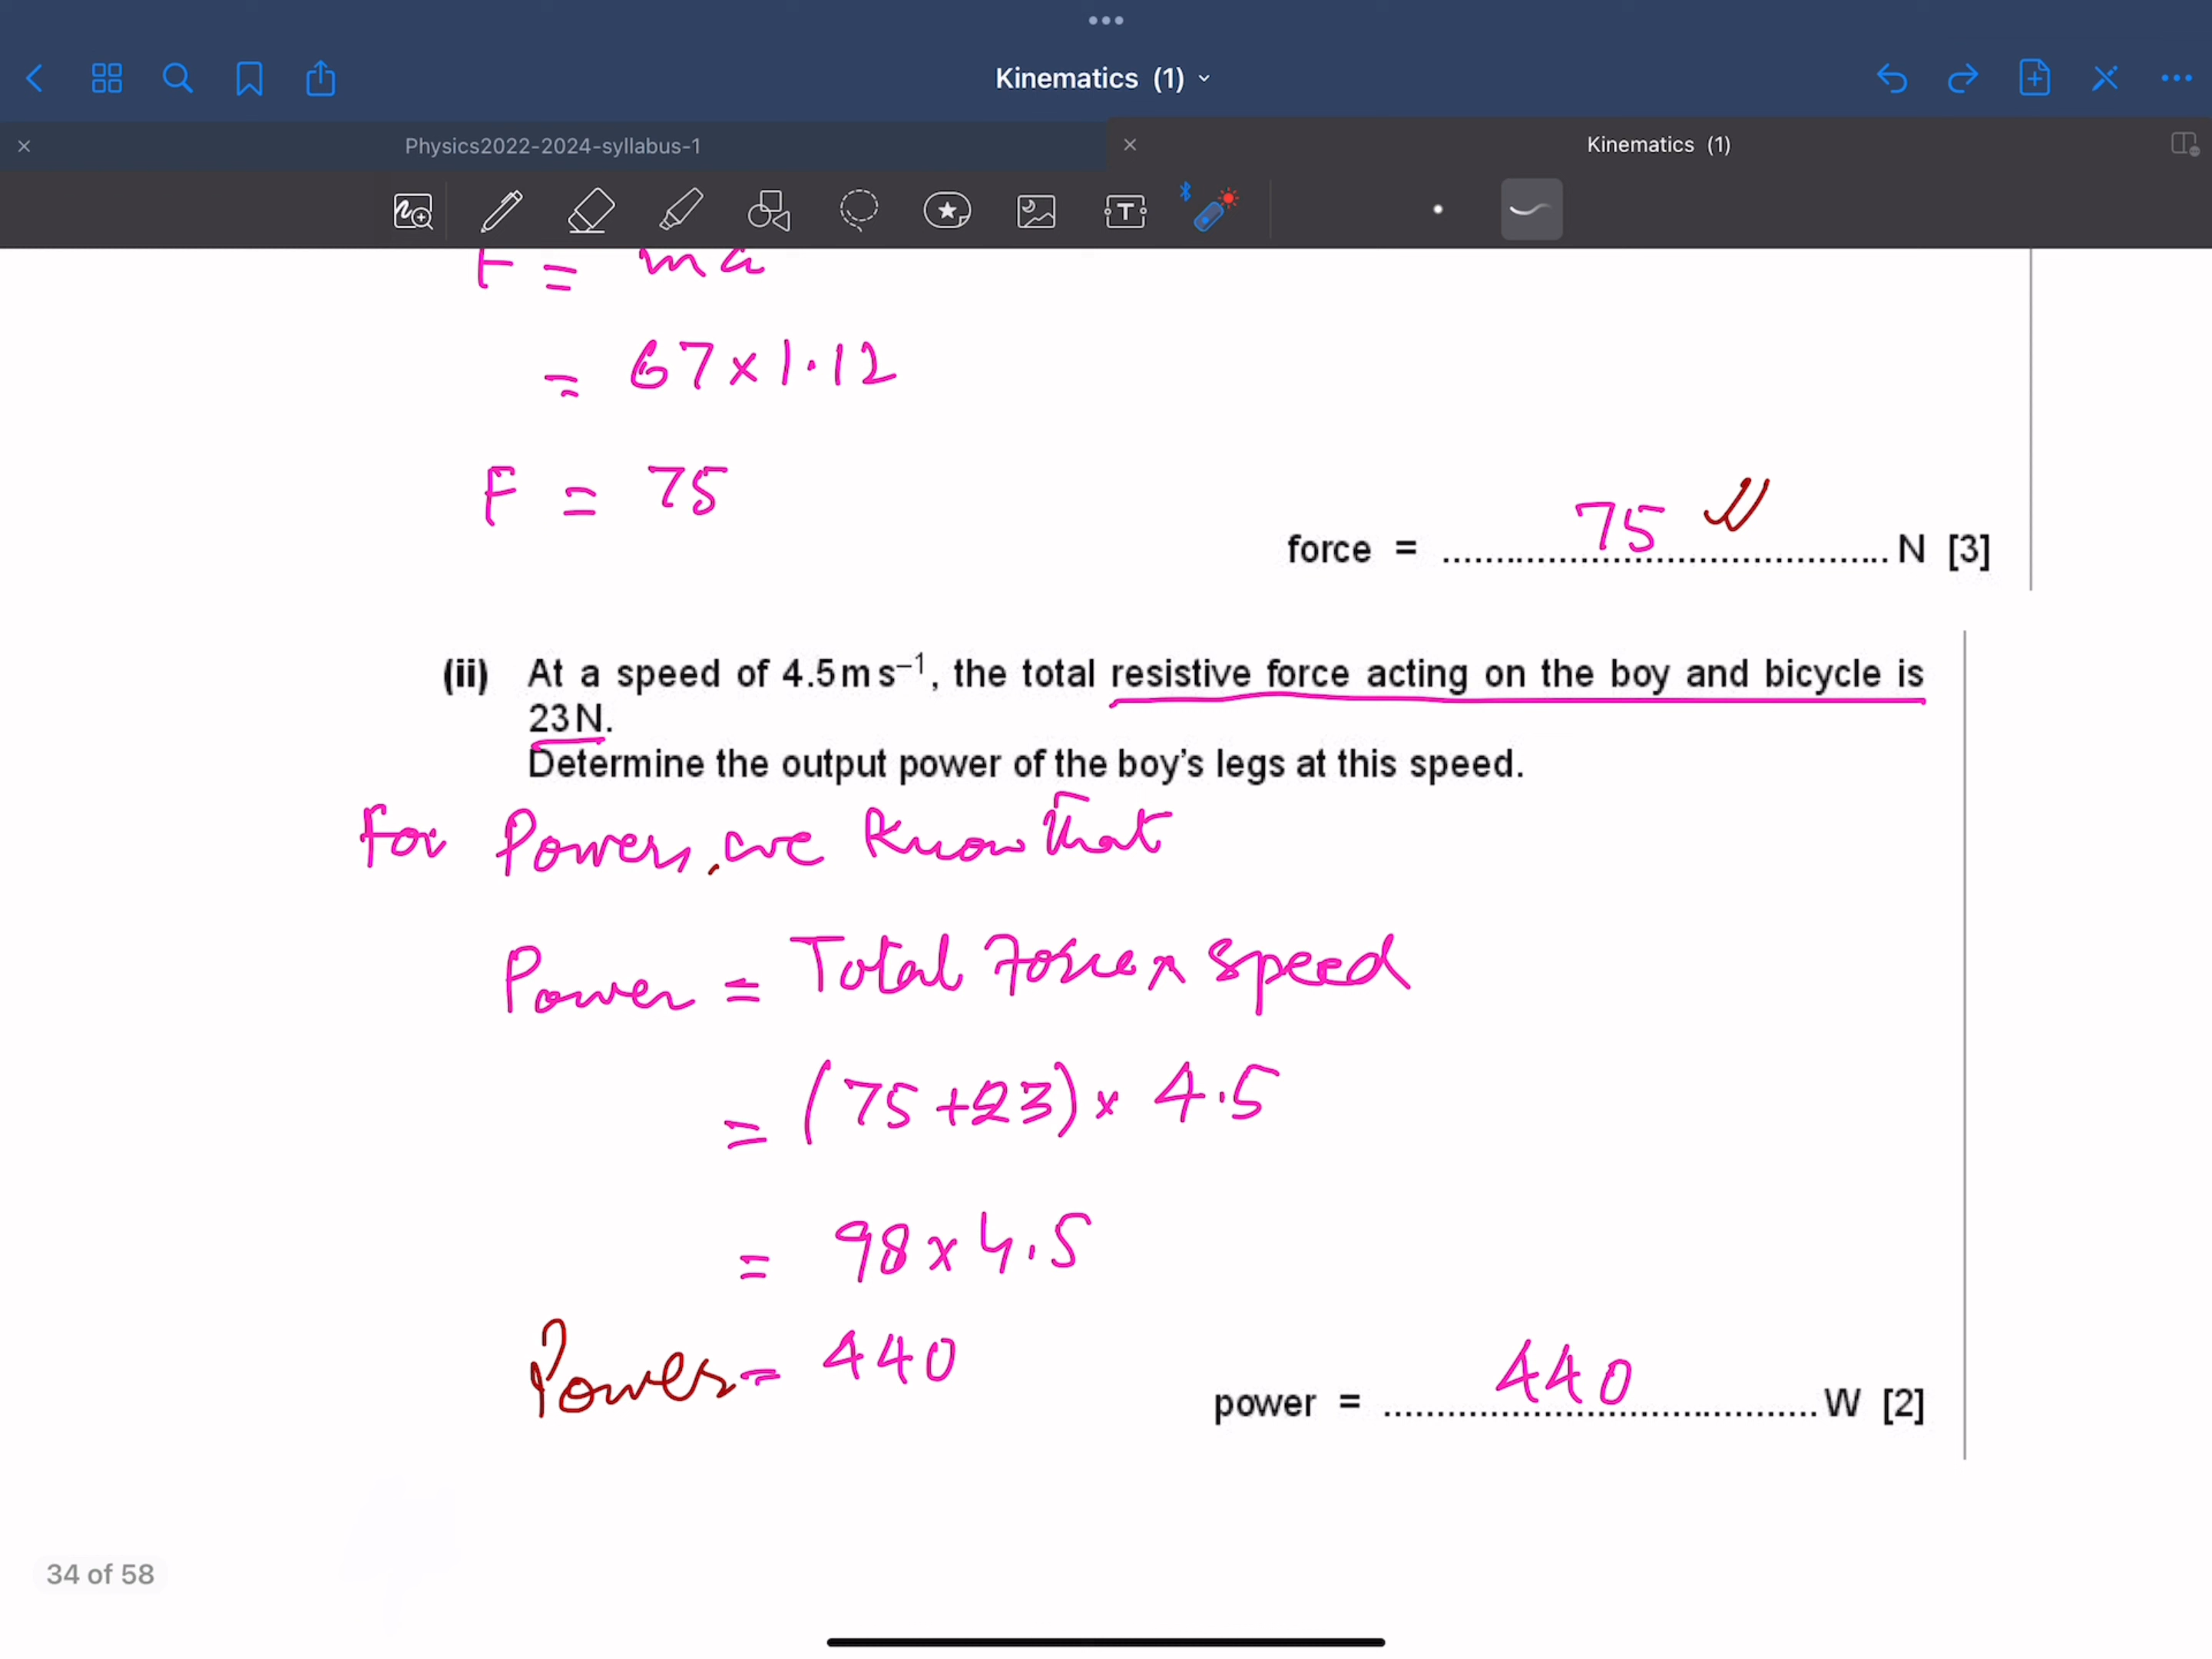 Kinematics (1)
Physics2022-2024-syllabus-1
Kinematics (1)
F = ma
= 67 × 1.12
F = 75
75
force = ........................................ N [3]
(ii) At a speed of 4.5 m s⁻¹, the total resistive force acting on the boy and bicycle is
23 N.
Determine the output power of the boy's legs at this speed.
For Power, we know that
Power = Total force × speed
= (75 + 23) × 4.5
= 98 × 4.5
Power = 440
440
power = ........................................ W [2]
34 of 58